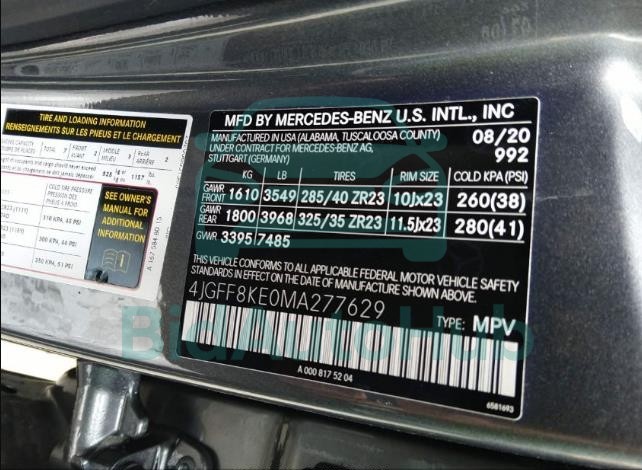 TIRE AND LOADING INFORMATION
RENSEIGNEMENTS SUR LES PNEUS ET LE CHARGEMENT
SEE OWNER'S
MANUAL FOR
ADDITIONAL
INFORMATION
MFD BY MERCEDES-BENZ U.S. INTL., INC
MANUFACTURED IN USA (ALABAMA, TUSCALOOSA COUNTY) 08/20
UNDER CONTRACT FOR MERCEDES-BENZ AG, 992
STUTTGART (GERMANY)
KG LB TIRES RIM SIZE COLD KPA (PSI)
GAWR FRONT 1610 3549 285/40 ZR23 10Jx23 260(38)
GAWR REAR 1800 3968 325/35 ZR23 11.5Jx23 280(41)
GVWR 3395 7485
THIS VEHICLE CONFORMS TO ALL APPLICABLE FEDERAL MOTOR VEHICLE SAFETY
STANDARDS IN EFFECT ON THE DATE OF MANUFACTURE SHOWN ABOVE.
4JGFF8KE0MA277629
TYPE: MPV
BidAutoHub
A 000 817 52 04
6581693